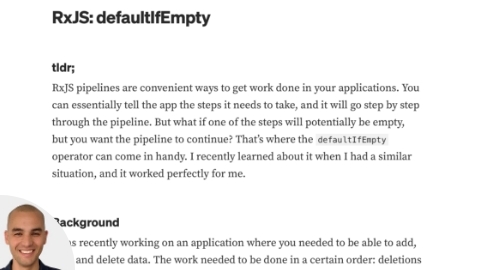 RxJS: defaultIfEmpty
tldr;
RxJS pipelines are convenient ways to get work done in your applications. You
can essentially tell the app the steps it needs to take, and it will go step by step
through the pipeline. But what if one of the steps will potentially be empty,
but you want the pipeline to continue? That's where the defaultIfEmpty
operator can come in handy. I recently learned about it when I had a similar
situation, and it worked perfectly for me.
Background
recently working on an application where you needed to be able to add,
and delete data. The work needed to be done in a certain order: deletions